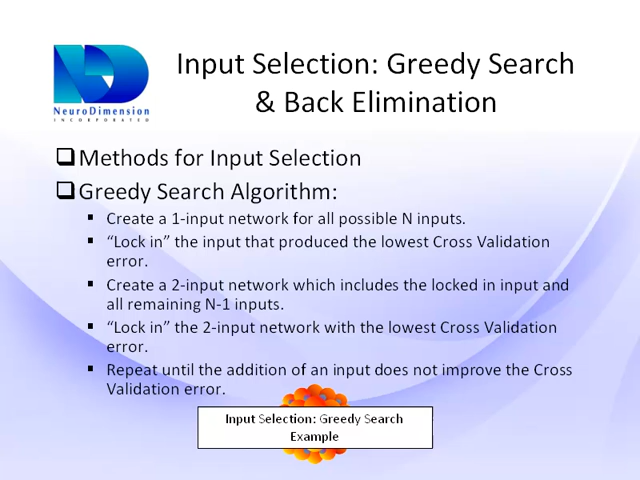 Input Selection: Greedy Search
& Back Elimination
NeuroDimension
INCORPORATED
Methods for Input Selection
Greedy Search Algorithm:
Create a 1-input network for all possible N inputs.
“Lock in” the input that produced the lowest Cross Validation
error.
Create a 2-input network which includes the locked in input and
all remaining N-1 inputs.
“Lock in” the 2-input network with the lowest Cross Validation
error.
Repeat until the addition of an input does not improve the Cross
Validation error.
Input Selection: Greedy Search
Example